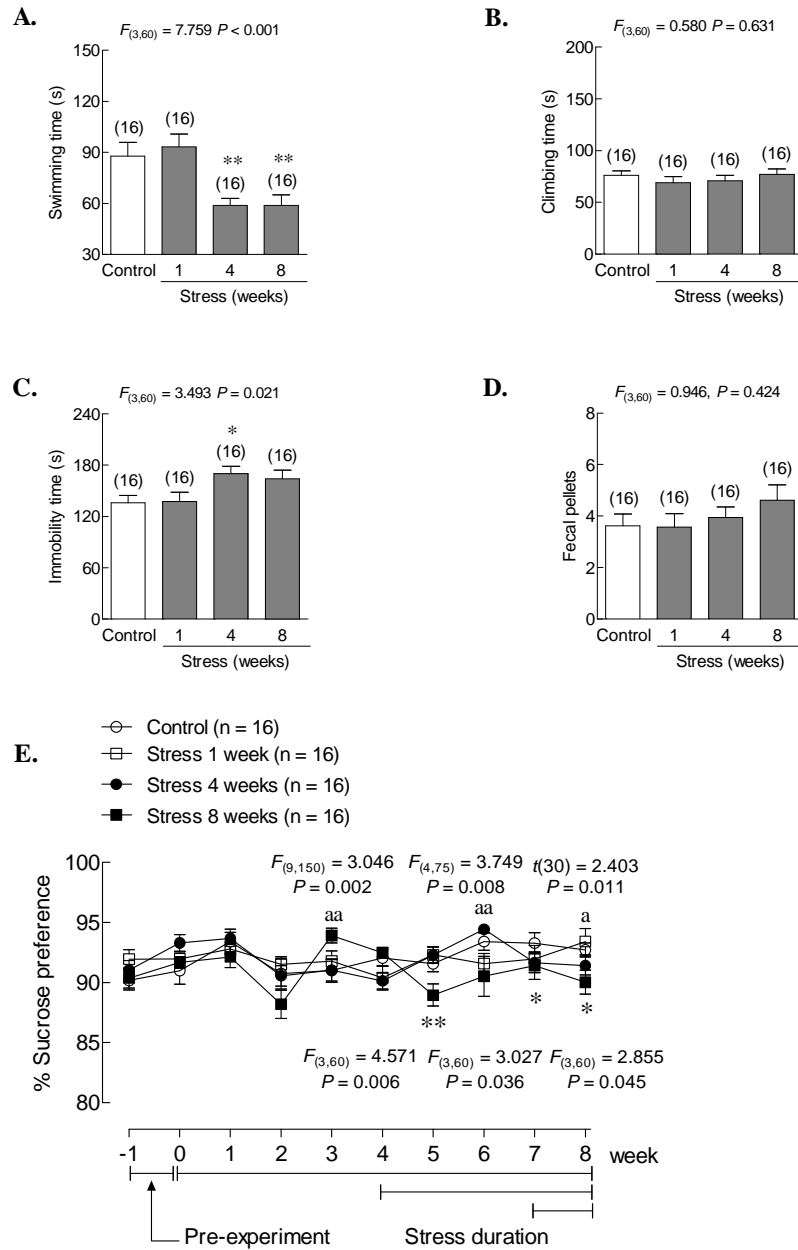 A.
F(3,60) = 7.759 P < 0.001
Swimming time (s)
150
120
90
60
30
(16)
(16)
**
(16)
**
(16)
Control 1 4 8
Stress (weeks)
B.
F(3,60) = 0.580 P = 0.631
Climbing time (s)
200
150
100
50
0
(16) (16) (16) (16)
Control 1 4 8
Stress (weeks)
C.
F(3,60) = 3.493 P = 0.021
Immobility time (s)
240
180
120
60
0
(16) (16)
*
(16)
(16)
Control 1 4 8
Stress (weeks)
D.
F(3,60) = 0.946, P = 0.424
Fecal pellets
8
6
4
2
0
(16) (16) (16) (16)
Control 1 4 8
Stress (weeks)
E.
Control (n = 16)
Stress 1 week (n = 16)
Stress 4 weeks (n = 16)
Stress 8 weeks (n = 16)
% Sucrose preference
100
95
90
85
80
F(9,150) = 3.046
P = 0.002
F(4,75) = 3.749
P = 0.008
t(30) = 2.403
P = 0.011
aa
aa
a
**
*
*
F(3,60) = 4.571
P = 0.006
F(3,60) = 3.027
P = 0.036
F(3,60) = 2.855
P = 0.045
-1 0 1 2 3 4 5 6 7 8 week
Pre-experiment
Stress duration